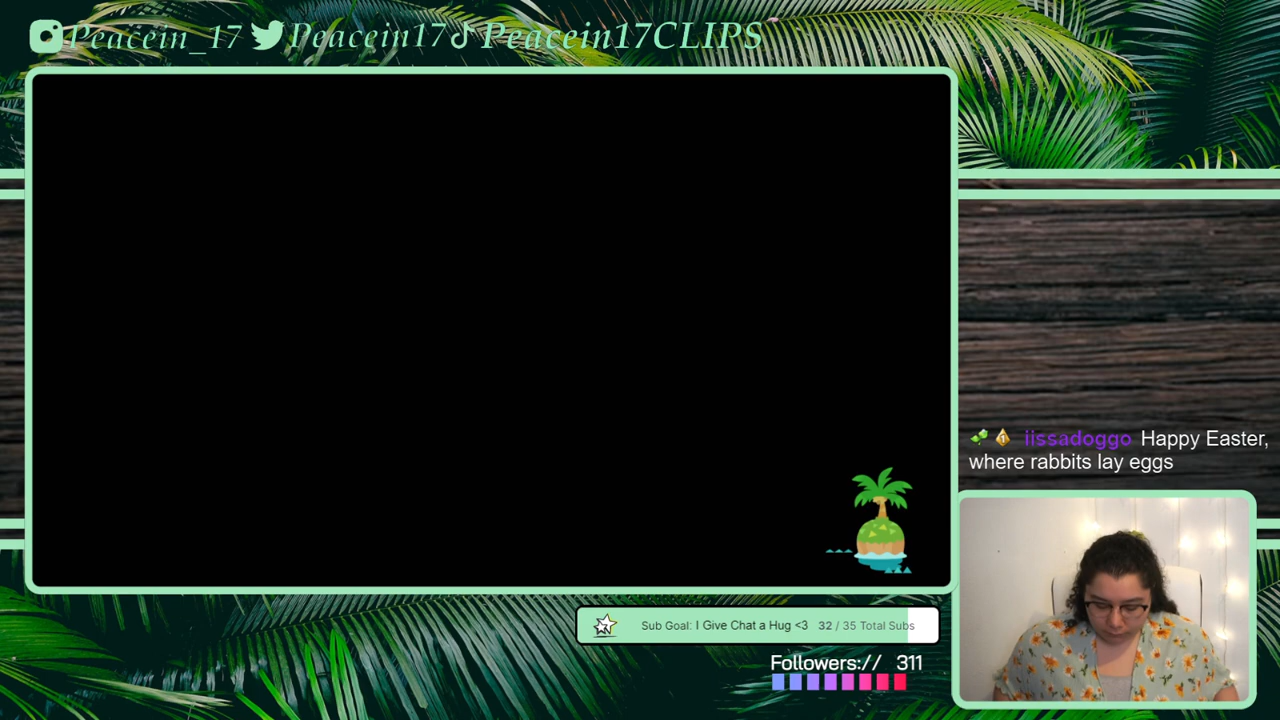 Peacein_17 Peacein17 Peacein17CLIPS
iissadoggo Happy Easter,
where rabbits lay eggs
Sub Goal: I Give Chat a Hug <3 32 / 35 Total Subs
Followers:// 311